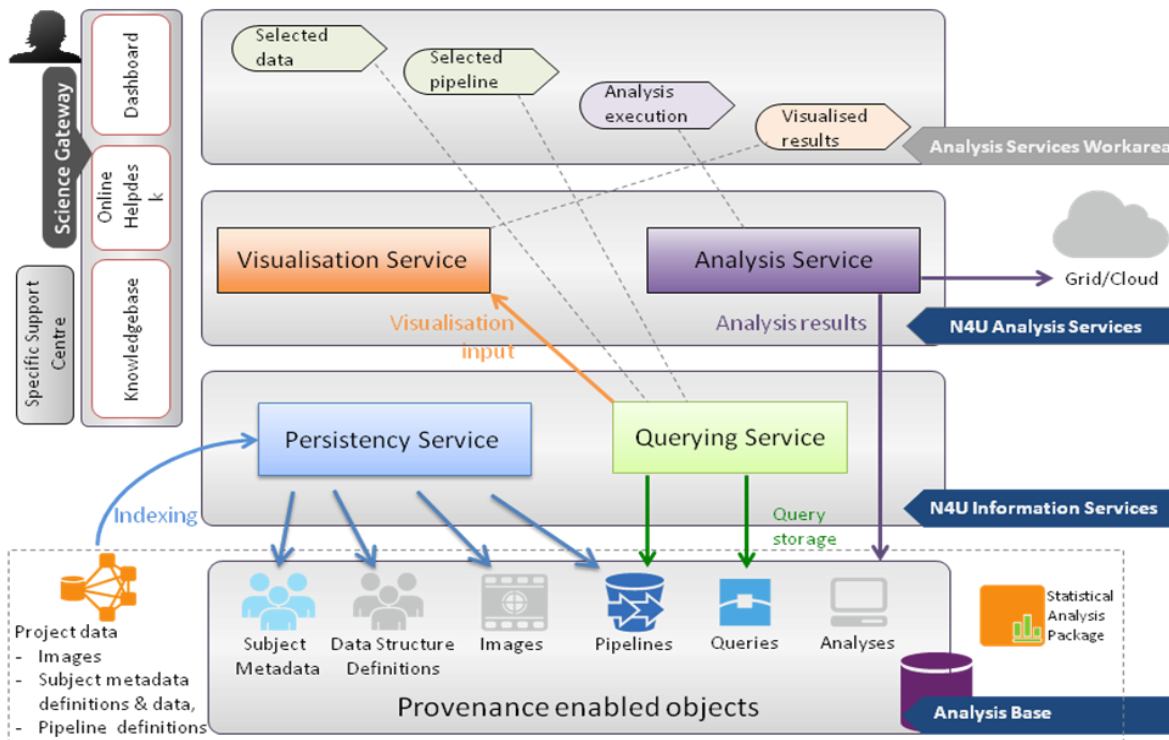 Science Gateway
Specific Support
Centre
Dashboard
Online
Helpdes
k
Knowledgebase
Selected
data
Selected
pipeline
Analysis
execution
Visualised
results
Analysis Services Workarea
Visualisation Service
Analysis Service
Grid/Cloud
Visualisation
input
Analysis results
N4U Analysis Services
Persistency Service
Querying Service
Indexing
Query
storage
N4U Information Services
Project data
- Images
- Subject metadata
definitions & data,
- Pipeline definitions
Subject
Metadata
Data Structure
Definitions
Images
Pipelines
Queries
Analyses
Statistical
Analysis
Package
Provenance enabled objects
Analysis Base